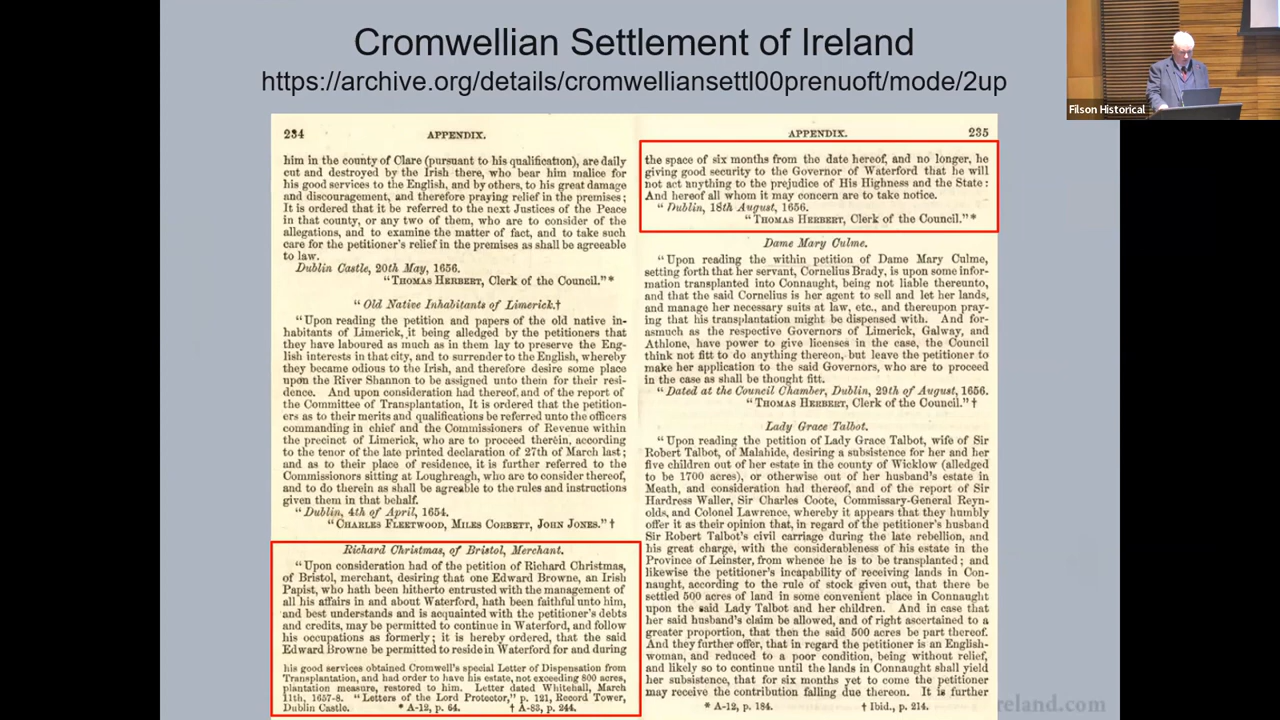 Cromwellian Settlement of Ireland
https://archive.org/details/cromwelliansettl00prenuoft/mode/2up
Filson Historical
234 APPENDIX.
him in the county of Clare (pursuant to his qualification), are daily
cut and destroyed by the Irish there, who bear him malice for
his good services to the English, and by others, to his great damage
and discouragement, and therefore praying relief in the premises;
It is ordered that it be referred to the next Justices of the Peace
in that county, or any two of them, who are to consider of the
allegations, and to examine the matter of fact, and to take such
care for the petitioner's relief in the premises as shall be agreeable
to law.
Dublin Castle, 20th May, 1656.
"THOMAS HERBERT, Clerk of the Council."*
"Old Native Inhabitants of Limerick.†
"Upon reading the petition and papers of the old native in-
habitants of Limerick, it being alleged by the petitioners that
they have laboured as much as in them lay to preserve the Eng-
lish interests in that city, and to surrender to the English, whereby
they became odious to the Irish, and therefore desire some place
upon the River Shannon to be assigned unto them for their resi-
dence. And upon consideration had thereof, and of the report of
the Committee of Transplantation, It is ordered that the petition-
ers as to their merits and qualifications be referred unto the officers
commanding in chief and the Commissioners of Revenue within
the precinct of Limerick, who are to proceed therein, according
to the tenor of the late printed declaration of 27th of March last;
and as to their place of residence, it is further referred to the
Commissionors sitting at Loughreagh, who are to consider thereof,
and to do therein as shall be agreable to the rules and instructions
given them in that behalf.
"Dublin, 4th of April, 1654.
"CHARLES FLEETWOOD, MILES CORBETT, JOHN JONES." †
Richard Christmas, of Bristol, Merchant.
"Upon consideration had of the petition of Richard Christmas,
of Bristol, merchant, desiring that one Edward Browne, an Irish
Papist, who hath been hitherto entrusted with the management of
all his affairs in and about Waterford, hath been faithful unto him,
and best understands and is acquainted with the petitioner's debts
and credits, may be permitted to continue in Waterford, and follow
his occupations as formerly; it is hereby ordered, that the said
Edward Browne be permitted to reside in Waterford for and during
his good services obtained Cromwell's special Letter of Dispensation from
Transplantation, and had order to have his estate, not exceeding 800 acres,
plantation measure, restored to him. Letter dated Whitehall, March
11th, 1657-8. "Letters of the Lord Protector," p. 121, Record Tower,
Dublin Castle. * A-12, p. 64. † A-83, p. 244.
APPENDIX. 235
the space of six months from the date hereof, and no longer, he
giving good security to the Governor of Waterford that he will
not act anything to the prejudice of His Highness and the State:
And hereof all whom it may concern are to take notice.
"Dublin, 18th August, 1656.
"THOMAS HERBERT, Clerk of the Council."*
Dame Mary Culme.
"Upon reading the within petition of Dame Mary Culme,
setting forth that her servant, Cornelius Brady, is upon some infor-
mation transplanted into Connaught, being not liable thereunto,
and that the said Cornelius is her agent to sell and let her lands,
and manage her necessary suits at law, etc., and thereupon pray-
ing that his transplantation might be dispensed with. And for-
asmuch as the respective Governors of Limerick, Galway, and
Athlone, have power to give licenses in the case, the Council
think not fitt to do anything thereon, but leave the petitioner to
make her application to the said Governors, who are to proceed
in the case as shall be thought fitt.
"Dated at the Council Chamber, Dublin, 29th of August, 1656.
"THOMAS HERBERT, Clerk of the Council." †
Lady Grace Talbot.
"Upon reading the petition of Lady Grace Talbot, wife of Sir
Robert Talbot, of Malahide, desiring a subsistence for her and her
five children out of her estate in the county of Wicklow (alledged
to be 1700 acres), or otherwise out of her husband's estate in
Meath, and consideration had thereof, and of the report of Sir
Hardress Waller, Sir Charles Coote, Commissary-General Reyn-
olds, and Colonel Lawrence, whereby it appears that they humbly
offer it as their opinion that, in regard of the petitioner's husband
Sir Robert Talbot's civil carriage during the late rebellion, and
his great charge, with the considerableness of his estate in the
Province of Leinster, from whence he is to be transplanted; and
likewise the petitioner's incapability of receiving lands in Con-
naught, according to the rule of stock given out, that there be
settled 500 acres of land in some convenient place in Connaught
upon the said Lady Talbot and her children. And in case that
her said husband's claim be allowed, and of right ascertained to a
greater proportion, that then the said 500 acres be part thereof.
And they further offer, that in regard the petitioner is an English-
woman, and reduced to a poor condition, being without relief,
and likely so to continue until the lands in Connaught shall yield
her subsistence, that for six months yet to come the petitioner
may receive the contribution falling due thereon. It is further
* A-12, p. 184. † Ibid., p. 214.
reland.com